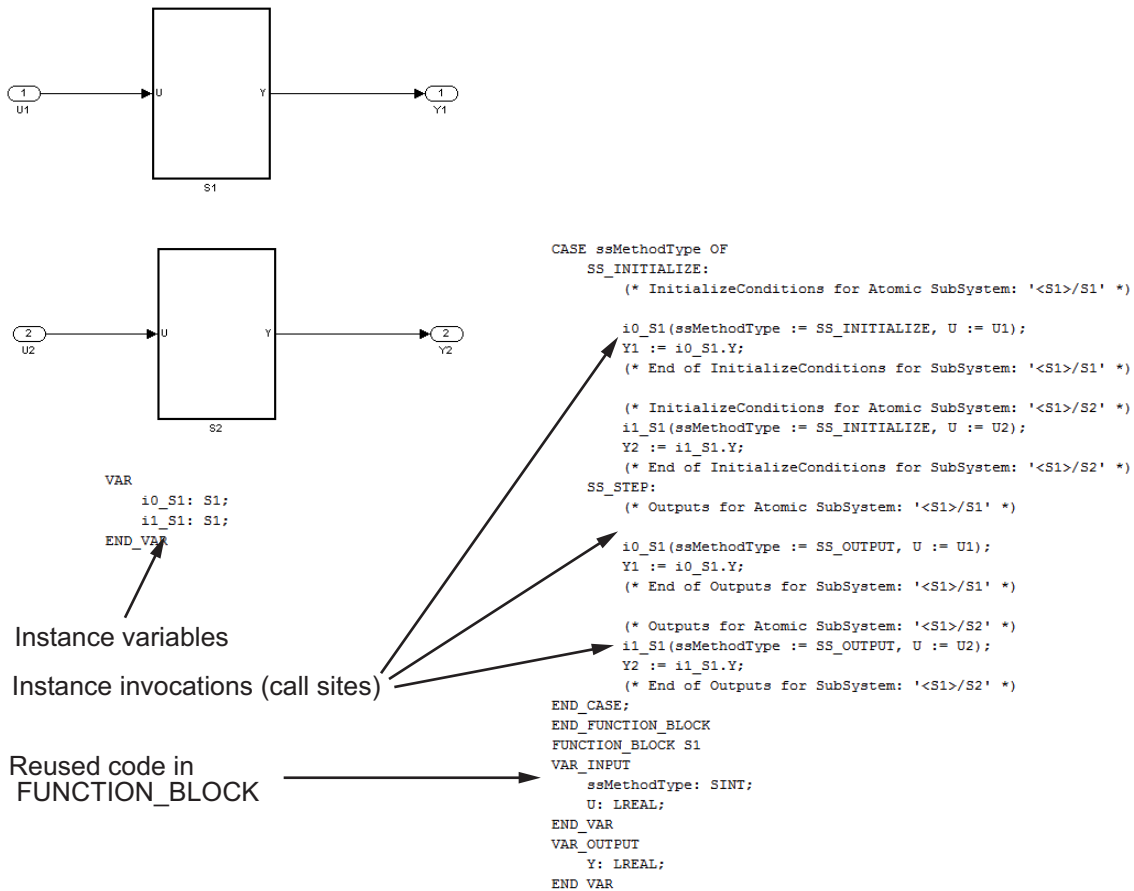 1
U1
U
Y
S1
1
Y1
2
U2
U
Y
S2
2
Y2
VAR
i0_S1: S1;
i1_S1: S1;
END_VAR
Instance variables
Instance invocations (call sites)
Reused code in
FUNCTION_BLOCK
CASE ssMethodType OF
SS_INITIALIZE:
(* InitializeConditions for Atomic SubSystem: '<S1>/S1' *)
i0_S1(ssMethodType := SS_INITIALIZE, U := U1);
Y1 := i0_S1.Y;
(* End of InitializeConditions for SubSystem: '<S1>/S1' *)
(* InitializeConditions for Atomic SubSystem: '<S1>/S2' *)
i1_S1(ssMethodType := SS_INITIALIZE, U := U2);
Y2 := i1_S1.Y;
(* End of InitializeConditions for SubSystem: '<S1>/S2' *)
SS_STEP:
(* Outputs for Atomic SubSystem: '<S1>/S1' *)
i0_S1(ssMethodType := SS_OUTPUT, U := U1);
Y1 := i0_S1.Y;
(* End of Outputs for SubSystem: '<S1>/S1' *)
(* Outputs for Atomic SubSystem: '<S1>/S2' *)
i1_S1(ssMethodType := SS_OUTPUT, U := U2);
Y2 := i1_S1.Y;
(* End of Outputs for SubSystem: '<S1>/S2' *)
END_CASE;
END_FUNCTION_BLOCK
FUNCTION_BLOCK S1
VAR_INPUT
ssMethodType: SINT;
U: LREAL;
END_VAR
VAR_OUTPUT
Y: LREAL;
END_VAR